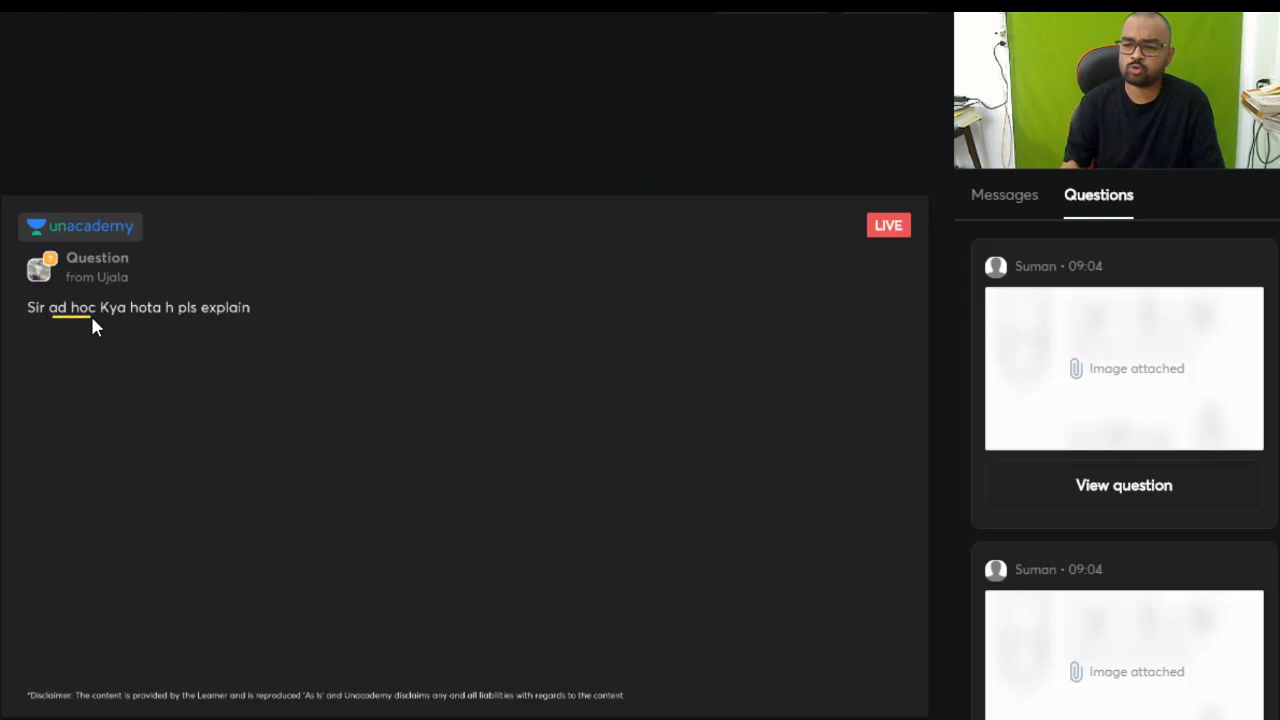 unacademy
LIVE
Question
from Ujala
Sir ad hoc Kya hota h pls explain
*Disclaimer: The content is provided by the Learner and is reproduced 'As Is' and Unacademy disclaims any and all liabilities with regards to the content
Messages
Questions
Suman • 09:04
Image attached
View question
Suman • 09:04
Image attached